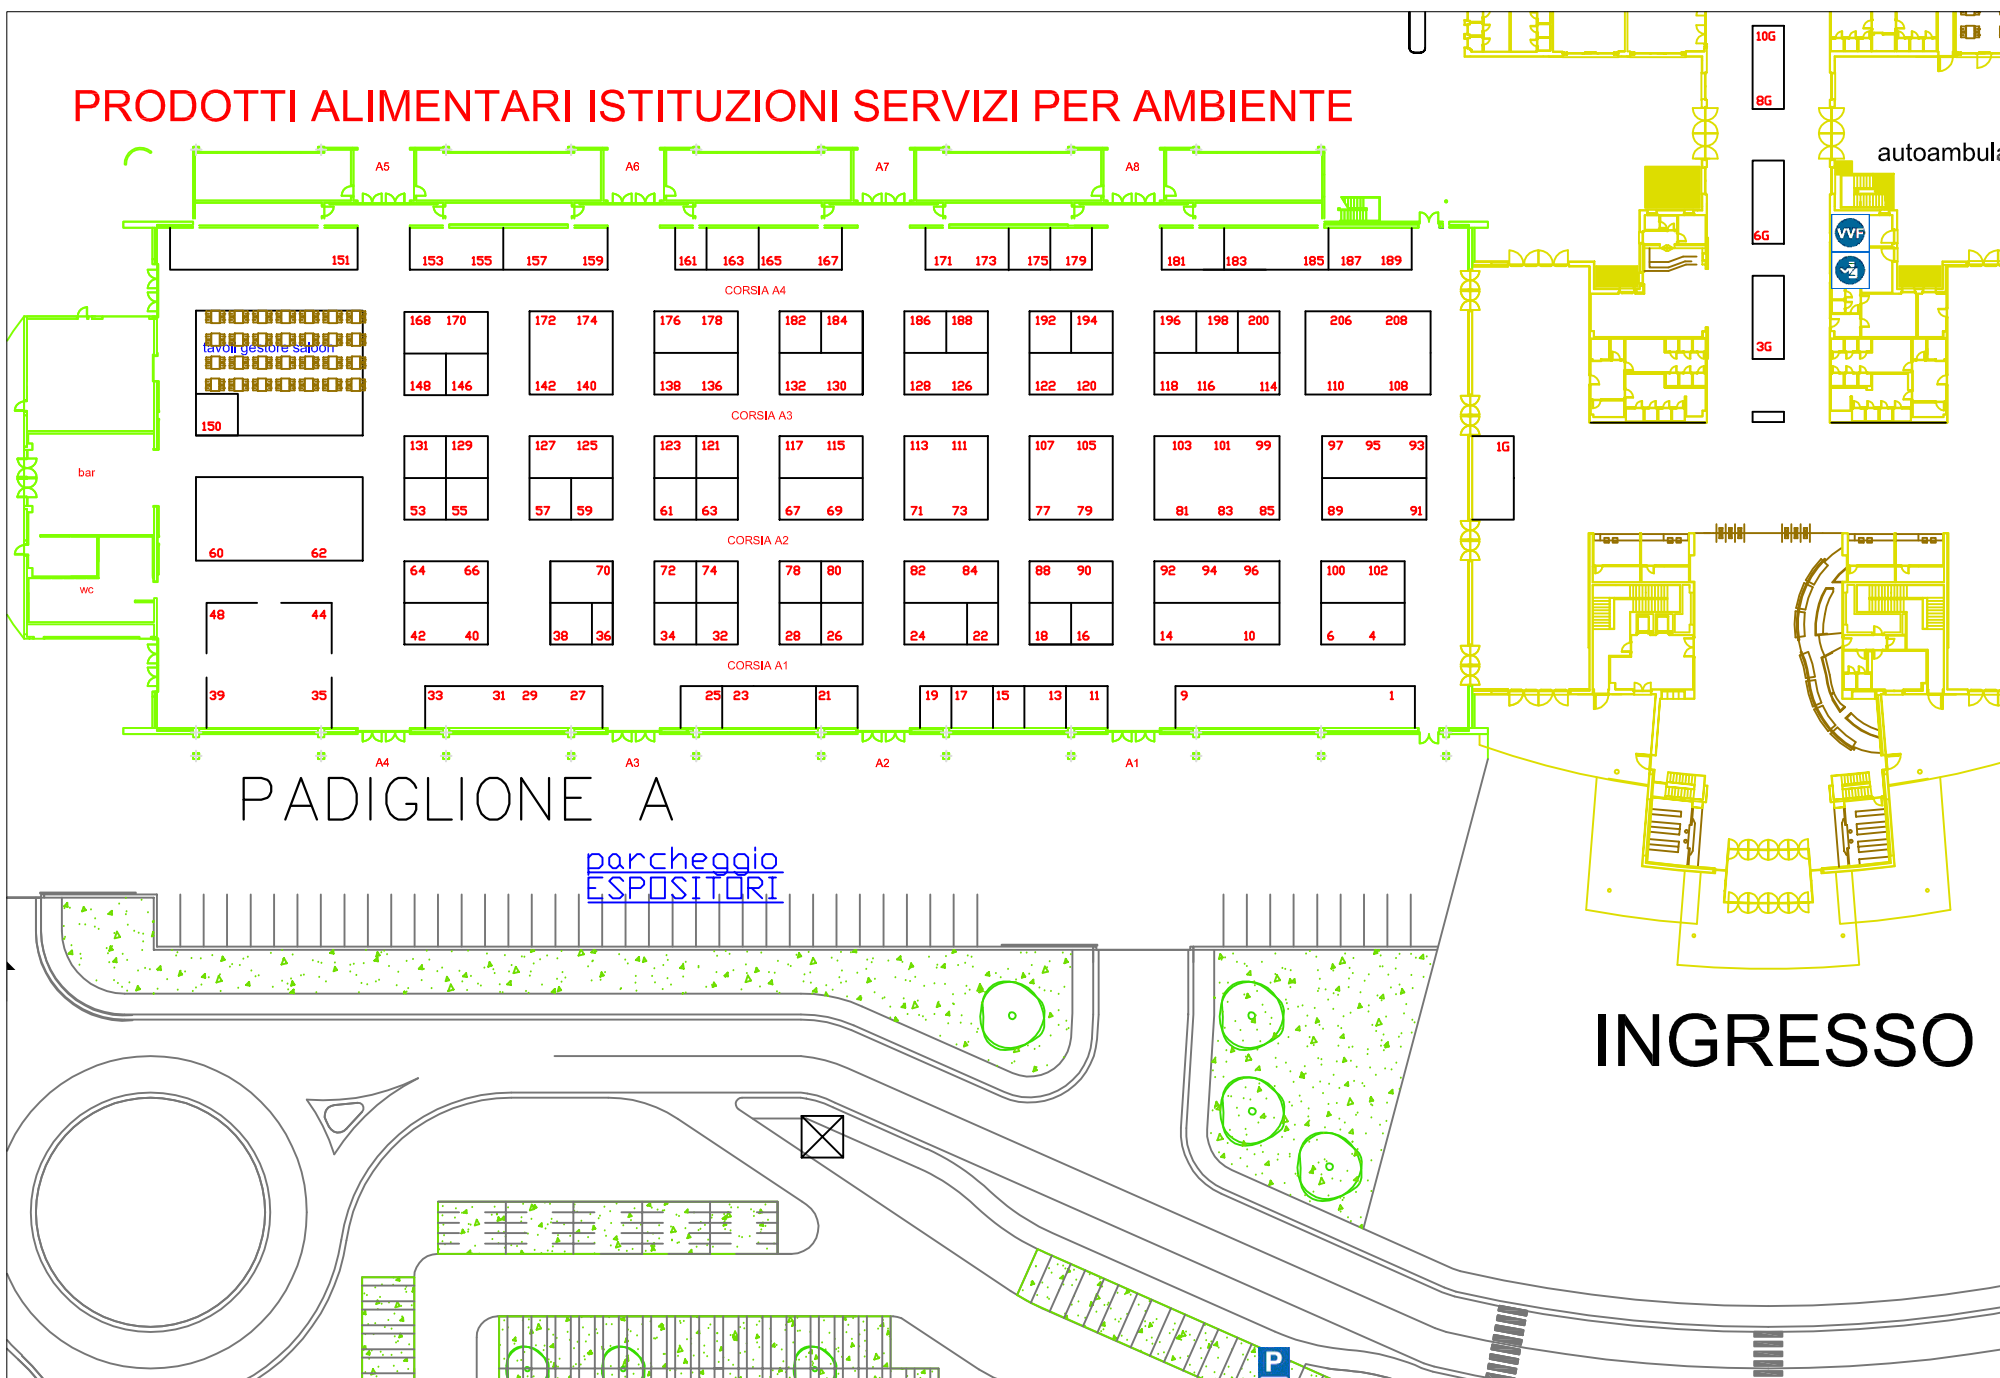 10G
8G
PRODOTTI ALIMENTARI ISTITUZIONI SERVIZI PER AMBIENTE
A5 A6 A7 A8
6G
VVF
151 153 155 157 159 161 163 165 167 171 173 175 179 181 183 185 187 189
CORSIA A4
168 170 172 174 176 178 182 184 186 188 192 194 196 198 200 206 208
tavoli gestore saloon
3G
148 146 142 140 138 136 132 130 128 126 122 120 118 116 114 110 108
CORSIA A3
150
131 129 127 125 123 121 117 115 113 111 107 105 103 101 99 97 95 93 1G
bar
53 55 57 59 61 63 67 69 71 73 77 79 81 83 85 89 91
CORSIA A2
60 62
64 66 70 72 74 78 80 82 84 88 90 92 94 96 100 102
wc
48 44
42 40 38 36 34 32 28 26 24 22 18 16 14 10 6 4
CORSIA A1
39 35 33 31 29 27 25 23 21 19 17 15 13 11 9 1
A4 A3 A2 A1
PADIGLIONE A
parcheggio
ESPOSITORI
INGRESSO
P